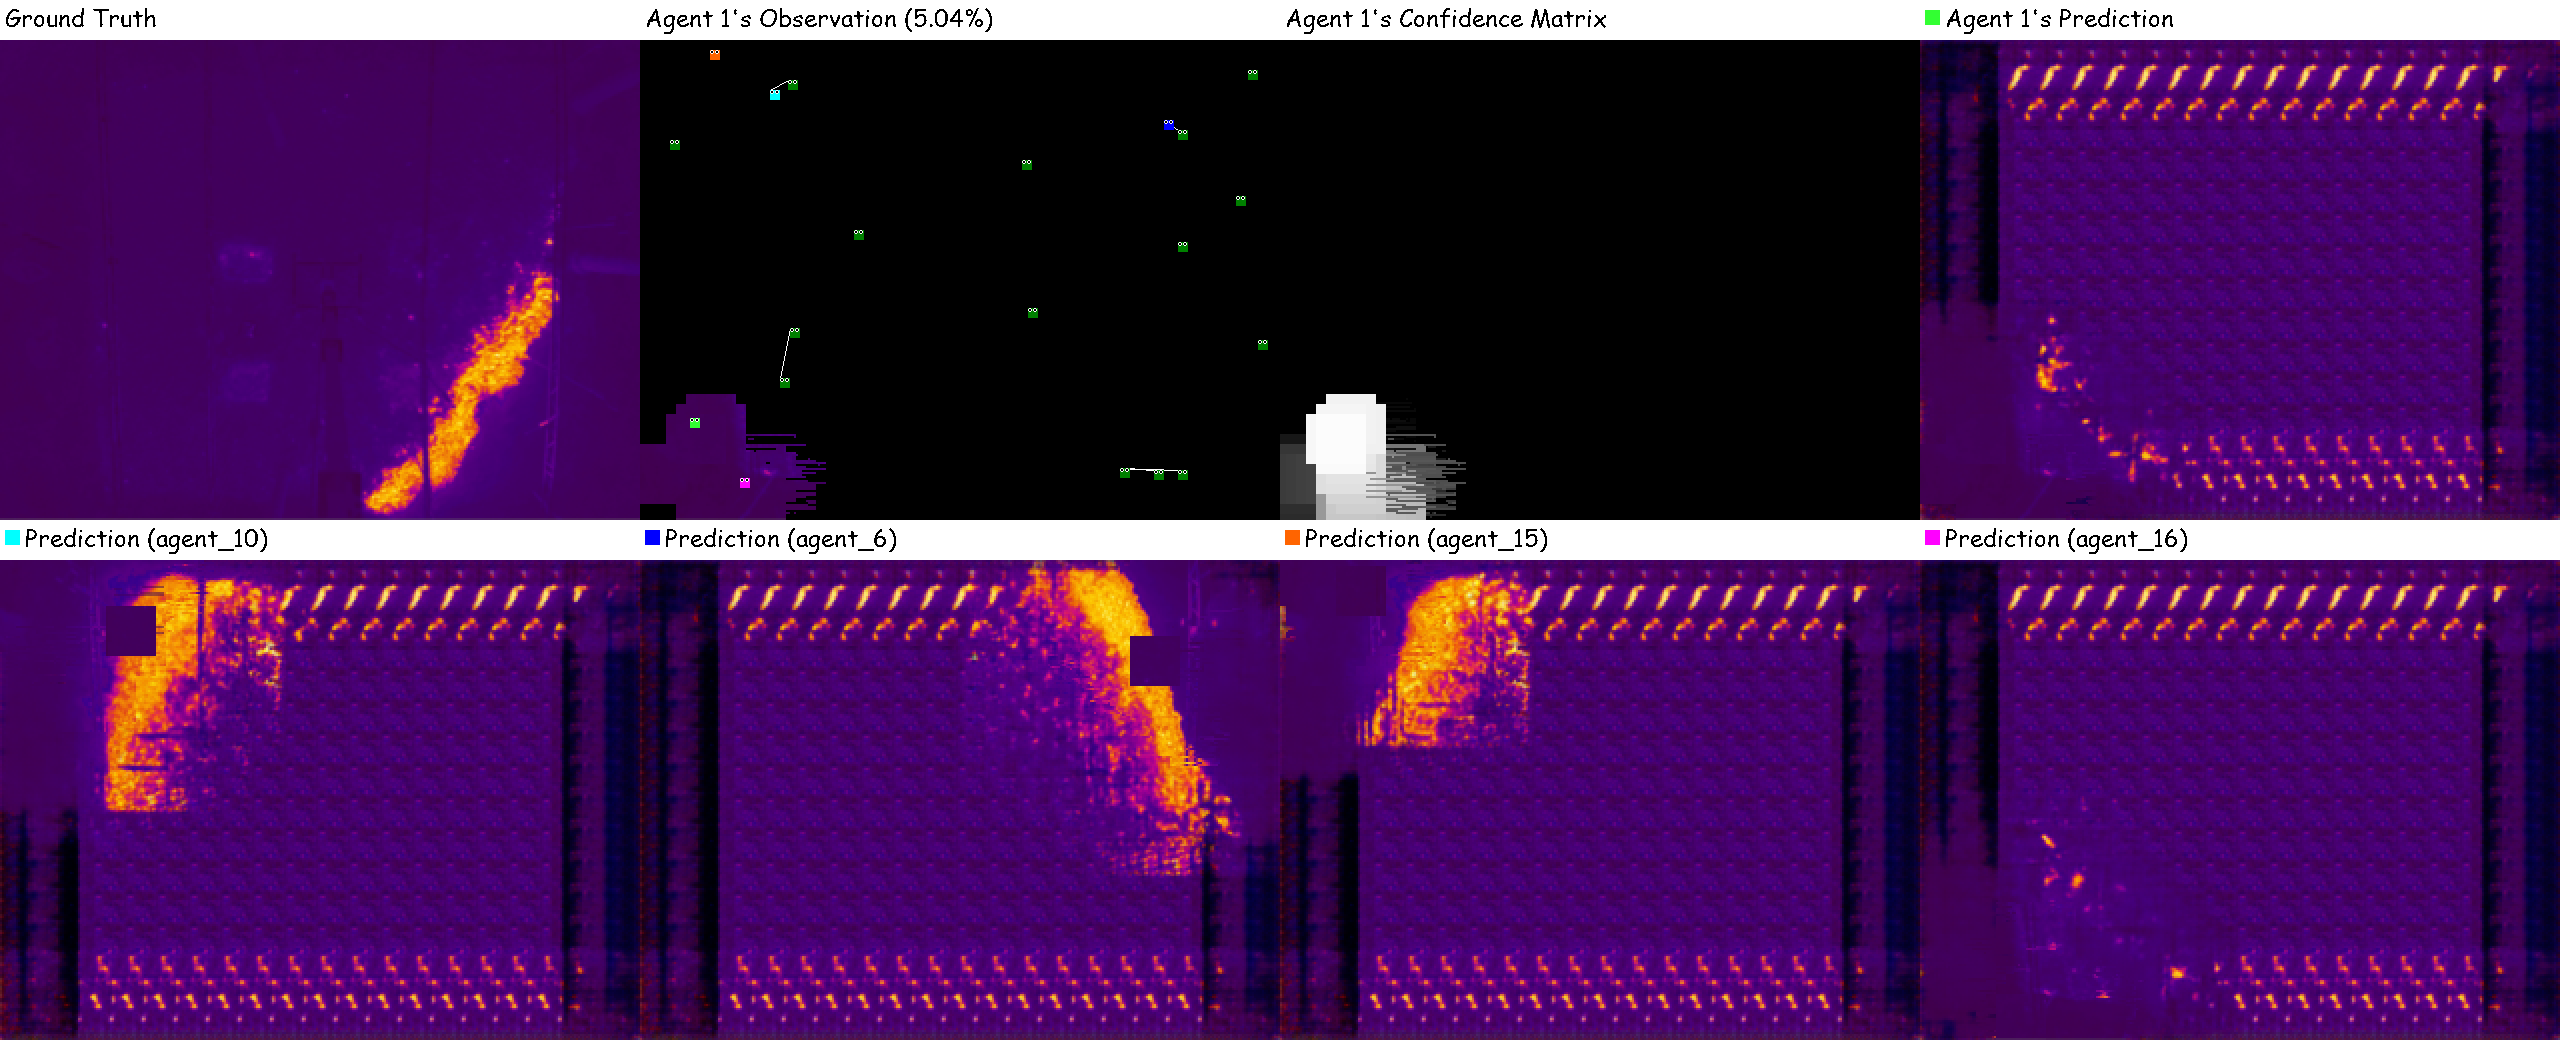 Ground Truth
Agent 1's Observation (5.04%)
Agent 1's Confidence Matrix
Agent 1's Prediction
Prediction (agent_10)
Prediction (agent_6)
Prediction (agent_15)
Prediction (agent_16)